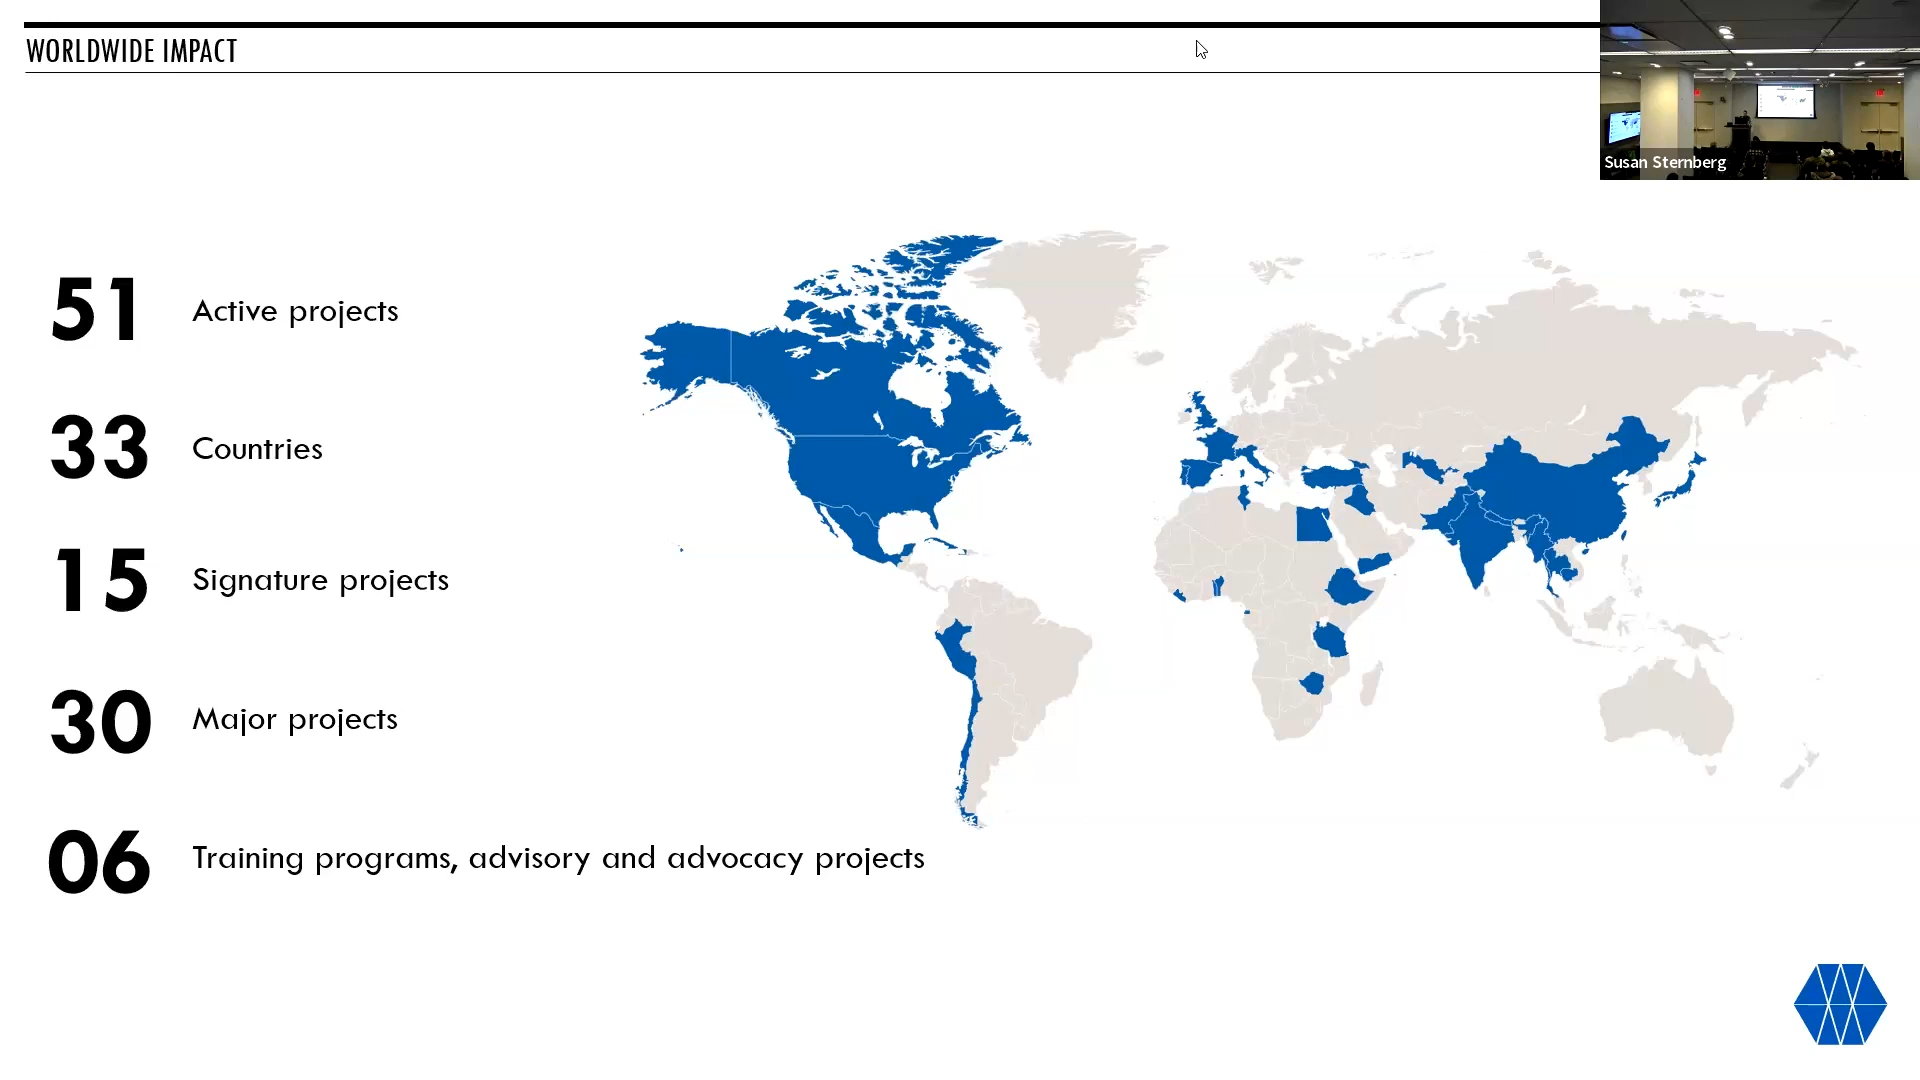 WORLDWIDE IMPACT
Susan Sternberg
51 Active projects
33 Countries
15 Signature projects
30 Major projects
06 Training programs, advisory and advocacy projects